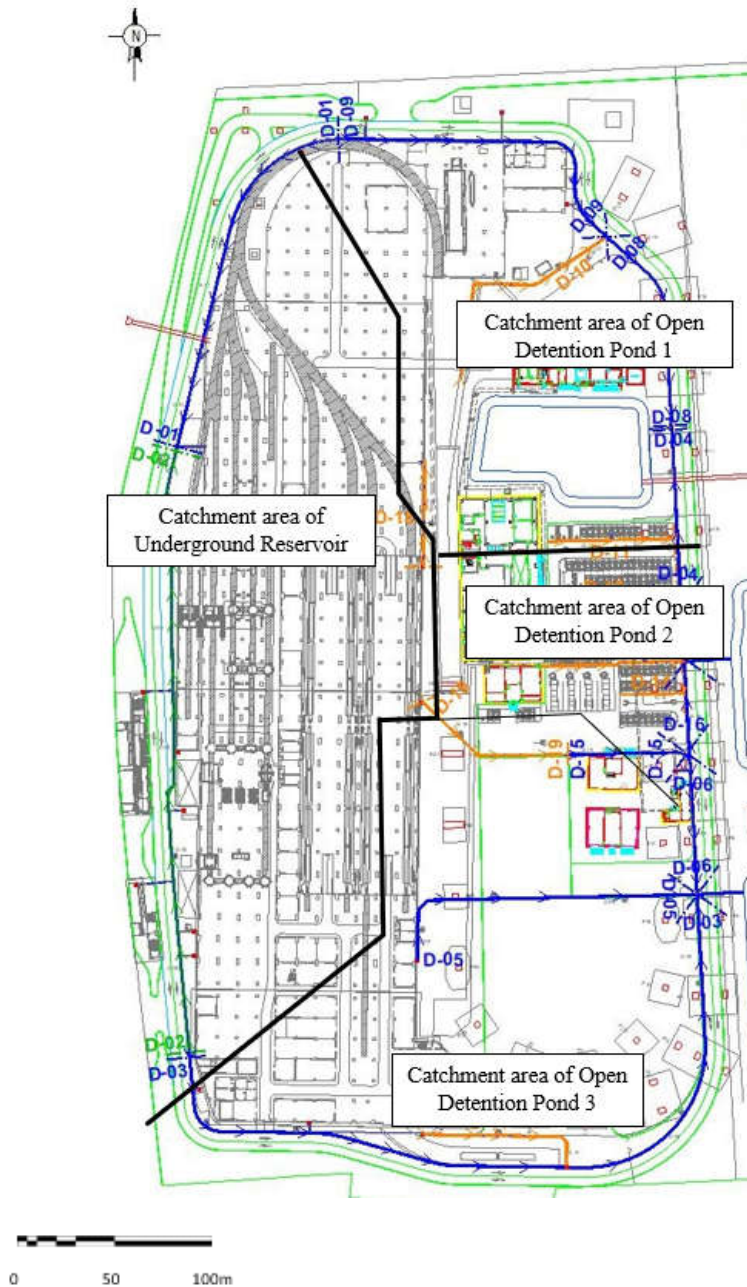 N
D-01
D-09
D-09
D-08
D-10
Catchment area of Open
Detention Pond 1
D-08
D-04
D-01
D-02
Catchment area of
Underground Reservoir
D-04
Catchment area of Open
Detention Pond 2
D-16
D-19
D-15
D-15
D-06
D-06
D-05
D-03
D-05
D-02
D-03
Catchment area of Open
Detention Pond 3
0 50 100m